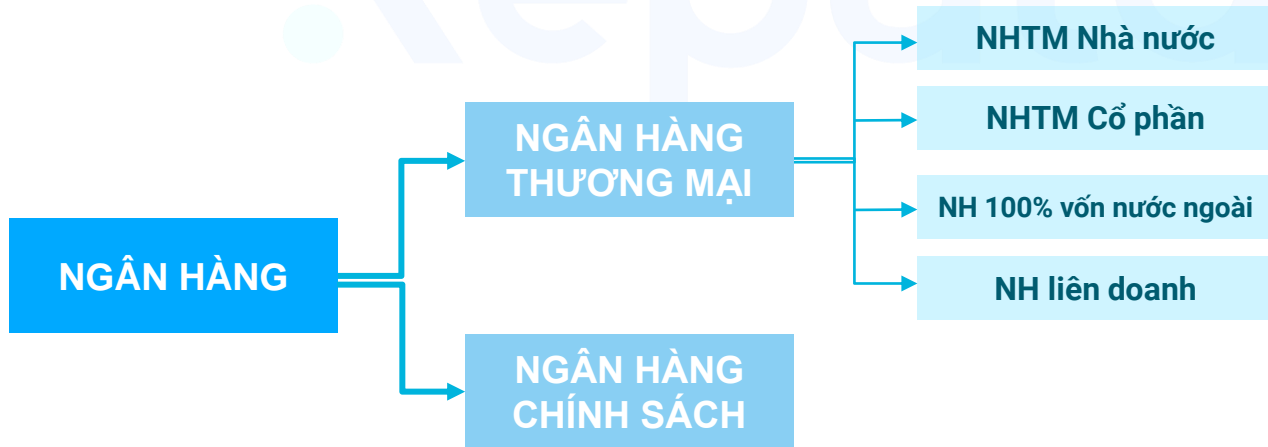 NHTM Nhà nước
NHTM Cổ phần
NGÂN HÀNG
THƯƠNG MẠI
NH 100% vốn nước ngoài
NH liên doanh
NGÂN HÀNG
NGÂN HÀNG
CHÍNH SÁCH